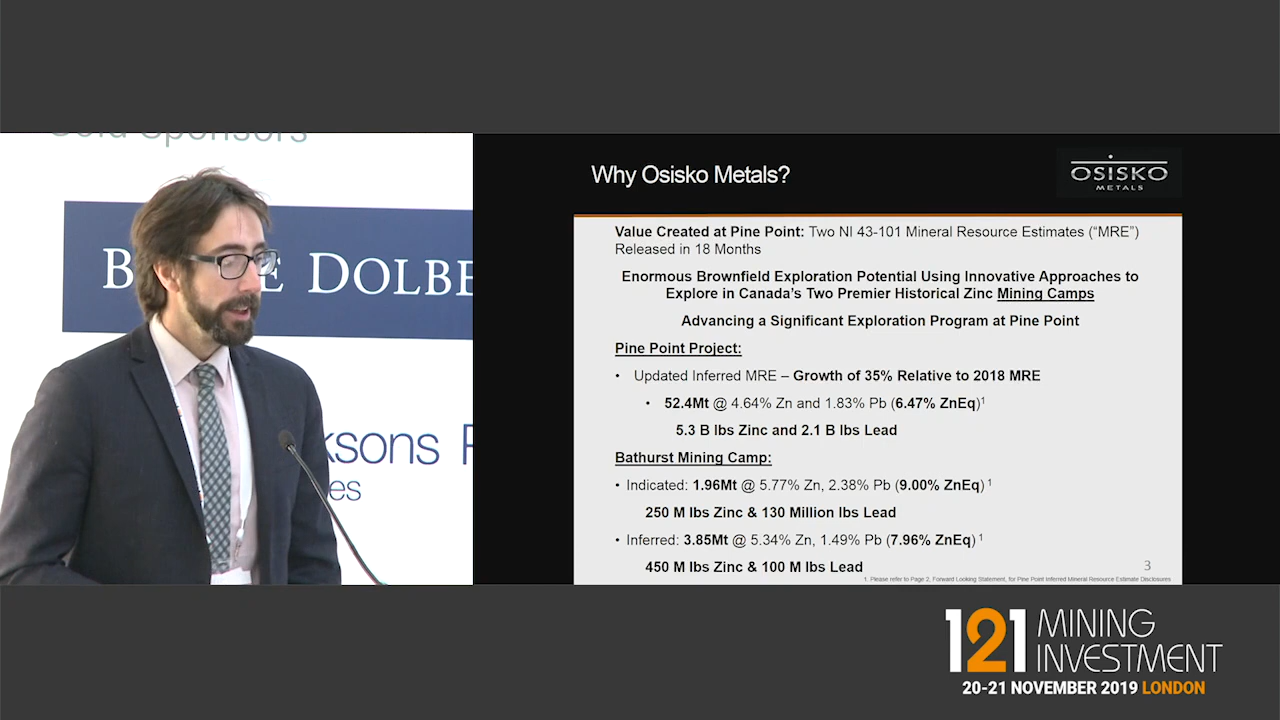 Gold Sponsors
DOLBE
ksons
es
Why Osisko Metals?
OSISKO
METALS
Value Created at Pine Point: Two NI 43-101 Mineral Resource Estimates (“MRE”)
Released in 18 Months
Enormous Brownfield Exploration Potential Using Innovative Approaches to
Explore in Canada’s Two Premier Historical Zinc Mining Camps
Advancing a Significant Exploration Program at Pine Point
Pine Point Project:
• Updated Inferred MRE – Growth of 35% Relative to 2018 MRE
• 52.4Mt @ 4.64% Zn and 1.83% Pb (6.47% ZnEq)¹
5.3 B lbs Zinc and 2.1 B lbs Lead
Bathurst Mining Camp:
• Indicated: 1.96Mt @ 5.77% Zn, 2.38% Pb (9.00% ZnEq) ¹
250 M lbs Zinc & 130 Million lbs Lead
• Inferred: 3.85Mt @ 5.34% Zn, 1.49% Pb (7.96% ZnEq) ¹
450 M lbs Zinc & 100 M lbs Lead
3
1. Please refer to Page 2, Forward Looking Statement, for Pine Point Inferred Mineral Resource Estimate Disclosures
121 MINING
INVESTMENT
20-21 NOVEMBER 2019 LONDON